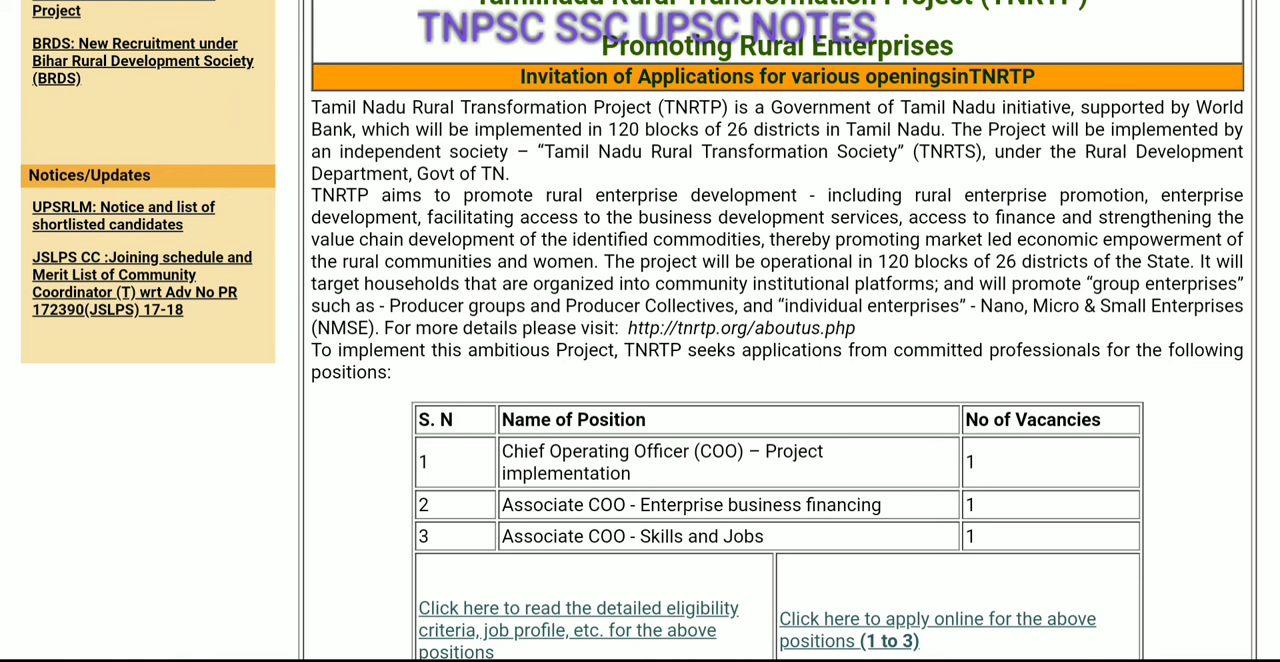 Project
BRDS: New Recruitment under
Bihar Rural Development Society
(BRDS)
Notices/Updates
UPSRLM: Notice and list of
shortlisted candidates
JSLPS CC :Joining schedule and
Merit List of Community
Coordinator (T) wrt Adv No PR
172390(JSLPS) 17-18
Tamilnadu Rural Transformation Project (TNRTP)
TNPSC SSC UPSC NOTES
Promoting Rural Enterprises
Invitation of Applications for various openingsinTNRTP
Tamil Nadu Rural Transformation Project (TNRTP) is a Government of Tamil Nadu initiative, supported by World
Bank, which will be implemented in 120 blocks of 26 districts in Tamil Nadu. The Project will be implemented by
an independent society – “Tamil Nadu Rural Transformation Society” (TNRTS), under the Rural Development
Department, Govt of TN.
TNRTP aims to promote rural enterprise development - including rural enterprise promotion, enterprise
development, facilitating access to the business development services, access to finance and strengthening the
value chain development of the identified commodities, thereby promoting market led economic empowerment of
the rural communities and women. The project will be operational in 120 blocks of 26 districts of the State. It will
target households that are organized into community institutional platforms; and will promote “group enterprises”
such as - Producer groups and Producer Collectives, and “individual enterprises” - Nano, Micro & Small Enterprises
(NMSE). For more details please visit: http://tnrtp.org/aboutus.php
To implement this ambitious Project, TNRTP seeks applications from committed professionals for the following
positions:
S. N Name of Position No of Vacancies
1 Chief Operating Officer (COO) – Project
implementation 1
2 Associate COO - Enterprise business financing 1
3 Associate COO - Skills and Jobs 1
Click here to read the detailed eligibility
criteria, job profile, etc. for the above
positions
Click here to apply online for the above
positions (1 to 3)